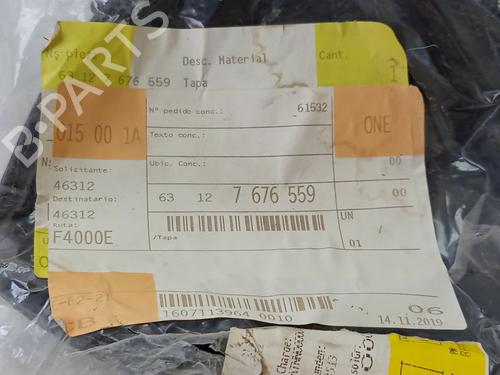 Nº pieza
Desc. Material
Cant.
63 12 7 676 559 Tapa
1
Nº pedido conc.: 61532
015 00 1A
ONE
Texto conc.:
Solicitante:
Ubic. Conc.:
00
46312
Destinatario:
63 12 7 676 559
00
46312
Ruta:
UN
/
F4000E
/Tapa
01
1607113964 0010
06
14.11.2019
B-PARTS
Charge: